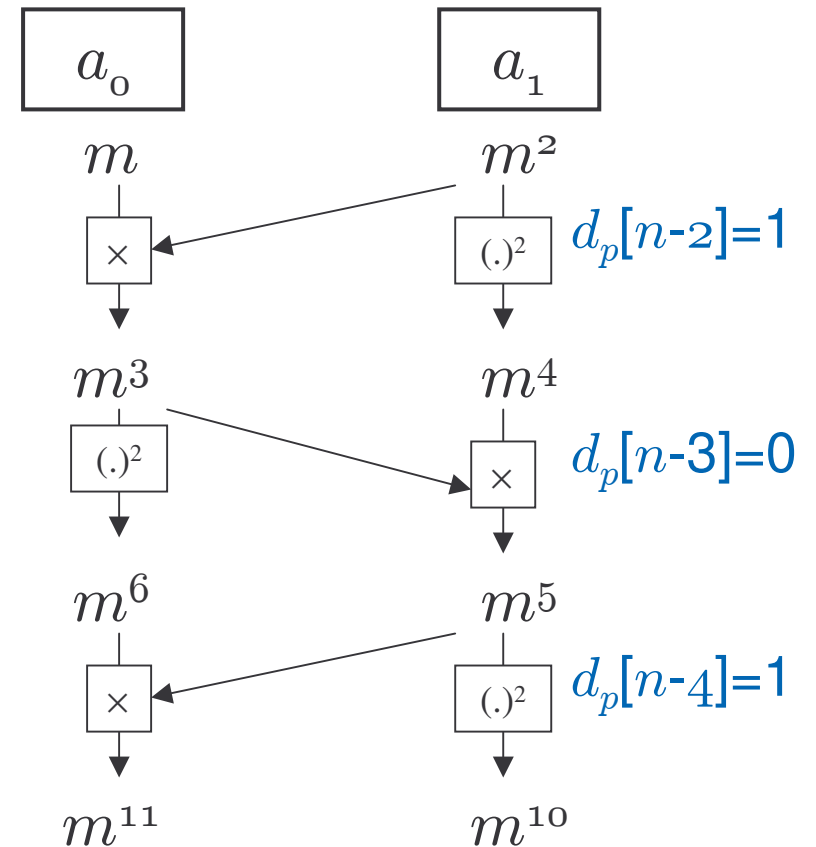 a₀ a₁
m m²
× (.)² dₚ[n-2]=1
m³ m⁴
(.)² × dₚ[n-3]=0
m⁶ m⁵
× (.)² dₚ[n-4]=1
m¹¹ m¹⁰